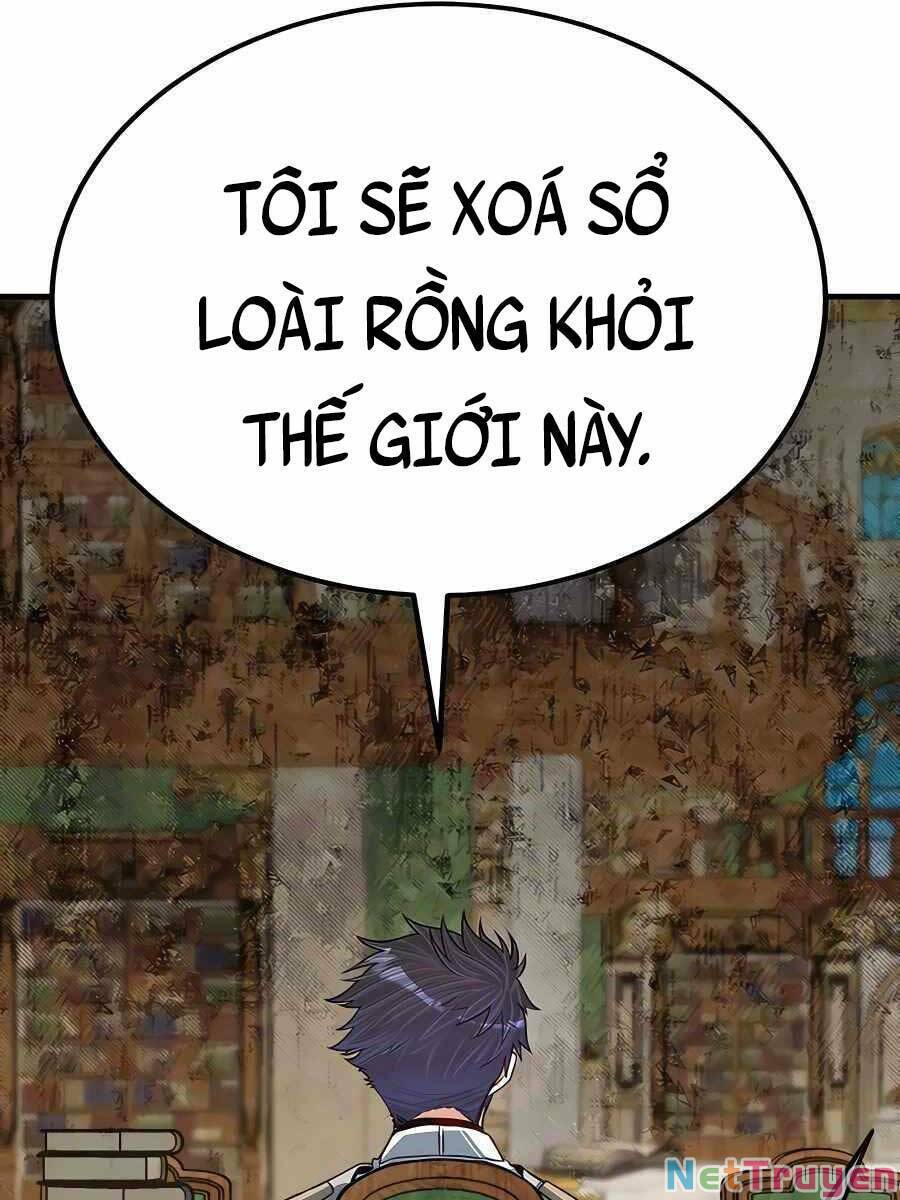 TÔI SẼ XOÁ SỔ
LOÀI RỒNG KHỎI
THẾ GIỚI NÀY.
NetTruyen